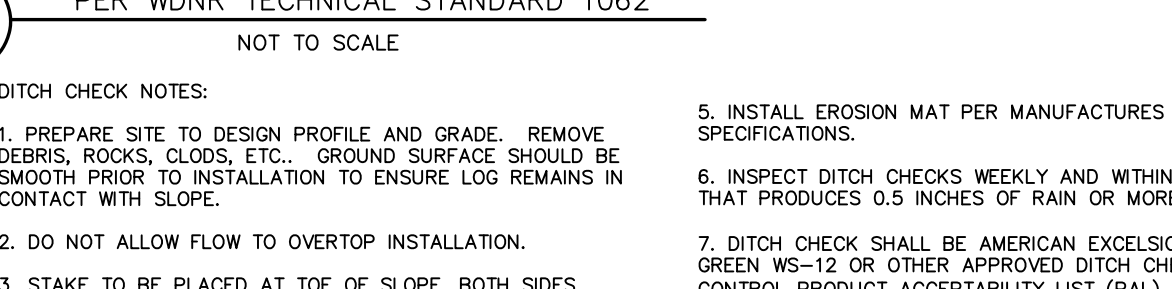 PER WDNR TECHNICAL STANDARD 1062
NOT TO SCALE
DITCH CHECK NOTES:
1. PREPARE SITE TO DESIGN PROFILE AND GRADE. REMOVE
DEBRIS, ROCKS, CLODS, ETC.. GROUND SURFACE SHOULD BE
SMOOTH PRIOR TO INSTALLATION TO ENSURE LOG REMAINS IN
CONTACT WITH SLOPE.
2. DO NOT ALLOW FLOW TO OVERTOP INSTALLATION.
3. STAKE TO BE PLACED AT TOE OF SLOPE, BOTH SIDES
5. INSTALL EROSION MAT PER MANUFACTURES
SPECIFICATIONS.
6. INSPECT DITCH CHECKS WEEKLY AND WITHIN
THAT PRODUCES 0.5 INCHES OF RAIN OR MORE
7. DITCH CHECK SHALL BE AMERICAN
GREEN WS-12 OR OTHER APPROVED DITCH
CONTROL PRODUCT ACCEPTABILITY LIST (PAL)